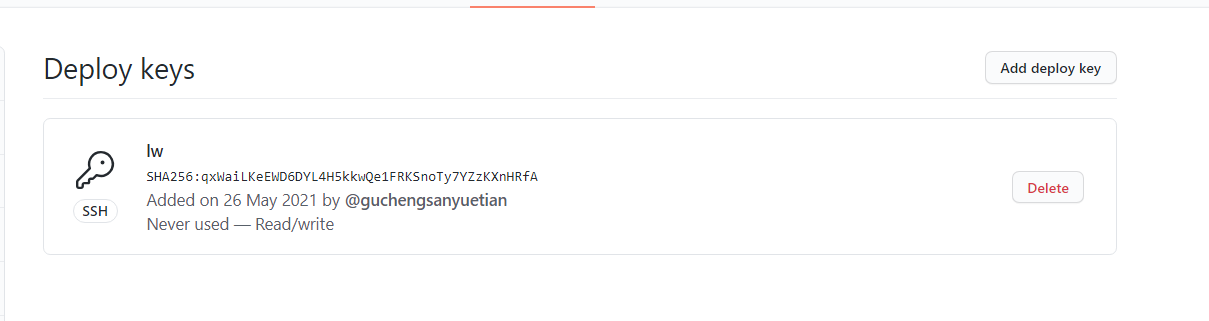 Deploy keys
Add deploy key
lw
SHA256:qxWaiLKeEWD6DYL4H5kkwQe1FRKSnoTy7YZzKXnHRfA
Added on 26 May 2021 by @guchengsanyuetian
Never used — Read/write
SSH
Delete